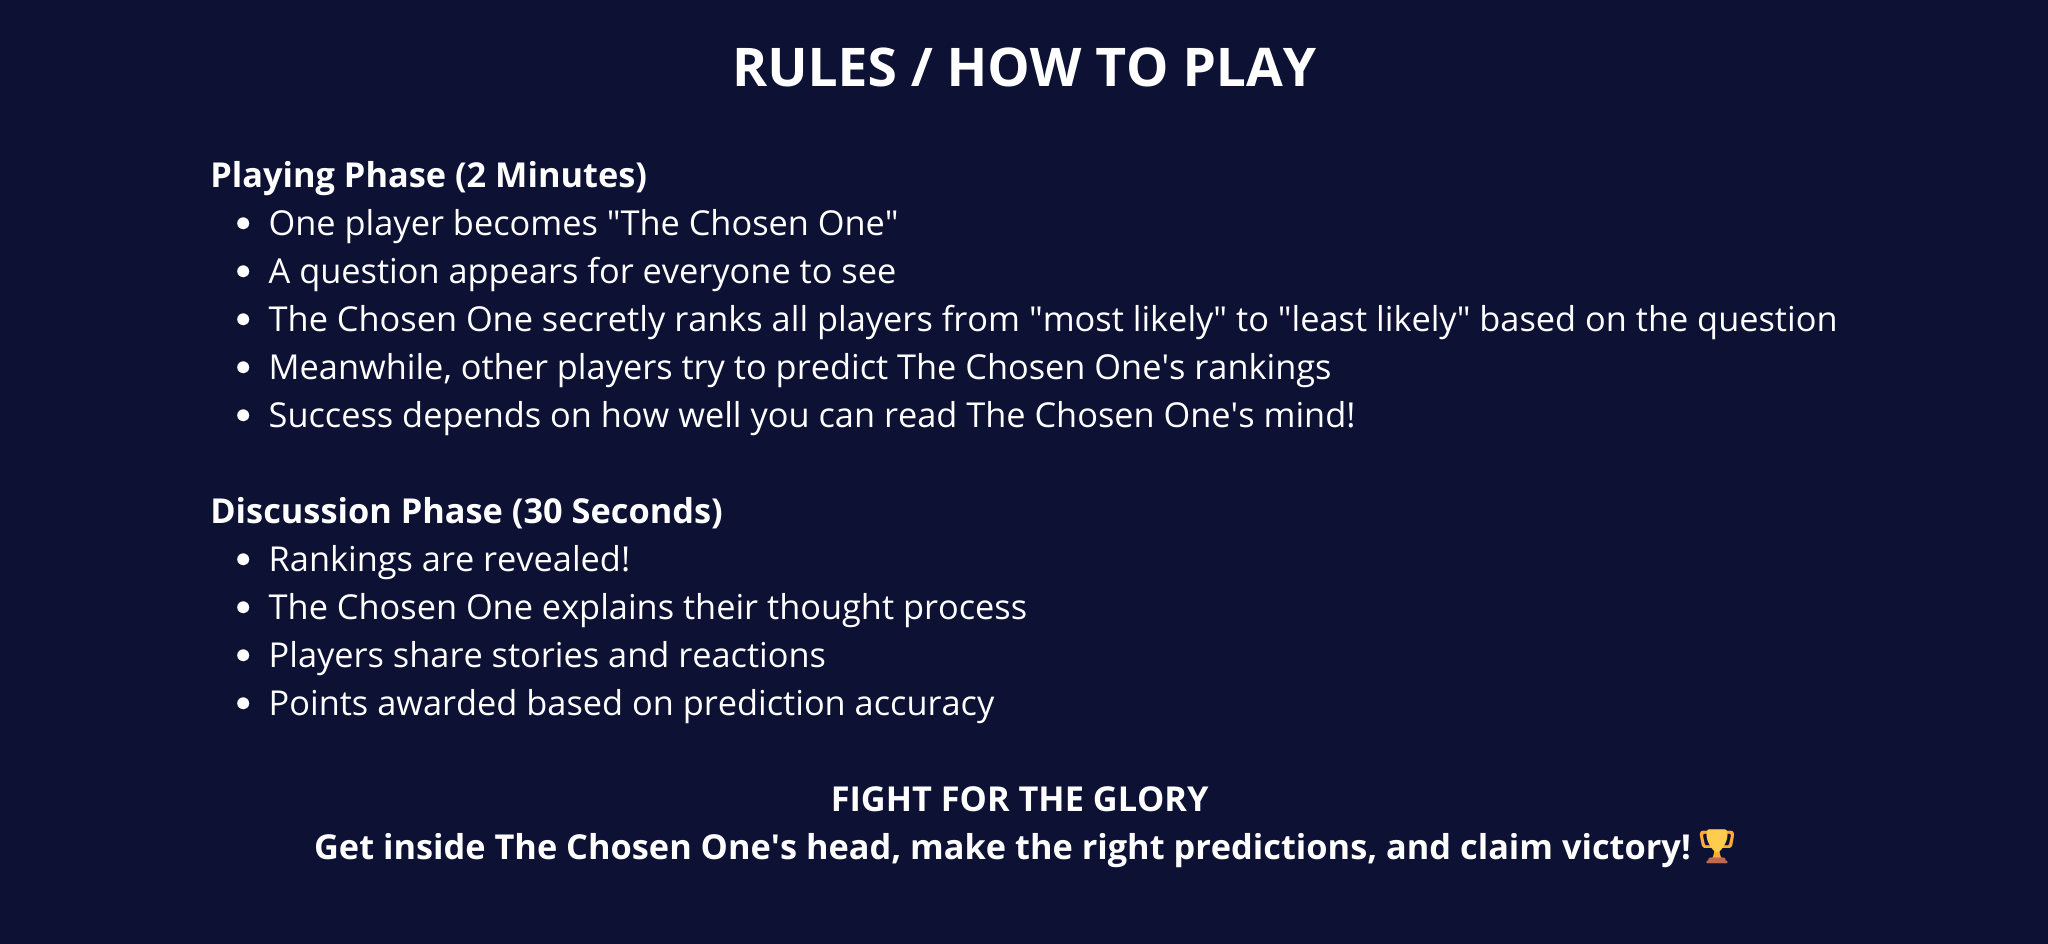 RULES / HOW TO PLAY
Playing Phase (2 Minutes)
• One player becomes "The Chosen One"
• A question appears for everyone to see
• The Chosen One secretly ranks all players from "most likely" to "least likely" based on the question
• Meanwhile, other players try to predict The Chosen One's rankings
• Success depends on how well you can read The Chosen One's mind!
Discussion Phase (30 Seconds)
• Rankings are revealed!
• The Chosen One explains their thought process
• Players share stories and reactions
• Points awarded based on prediction accuracy
FIGHT FOR THE GLORY
Get inside The Chosen One's head, make the right predictions, and claim victory! 🏆